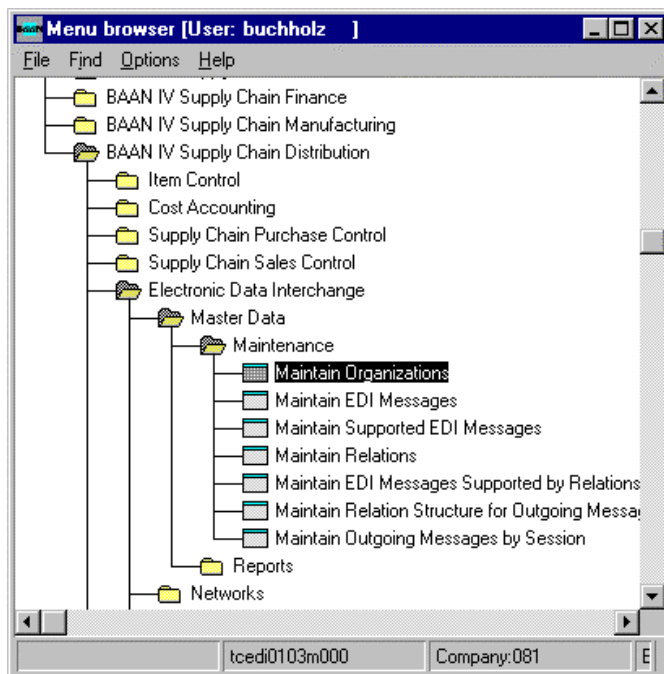 Menu browser [User: buchholz ]
File Find Options Help
BAAN IV Supply Chain Finance
BAAN IV Supply Chain Manufacturing
BAAN IV Supply Chain Distribution
Item Control
Cost Accounting
Supply Chain Purchase Control
Supply Chain Sales Control
Electronic Data Interchange
Master Data
Maintenance
Maintain Organizations
Maintain EDI Messages
Maintain Supported EDI Messages
Maintain Relations
Maintain EDI Messages Supported by Relations
Maintain Relation Structure for Outgoing Messa
Maintain Outgoing Messages by Session
Reports
Networks
tcedi0103m000 Company:081